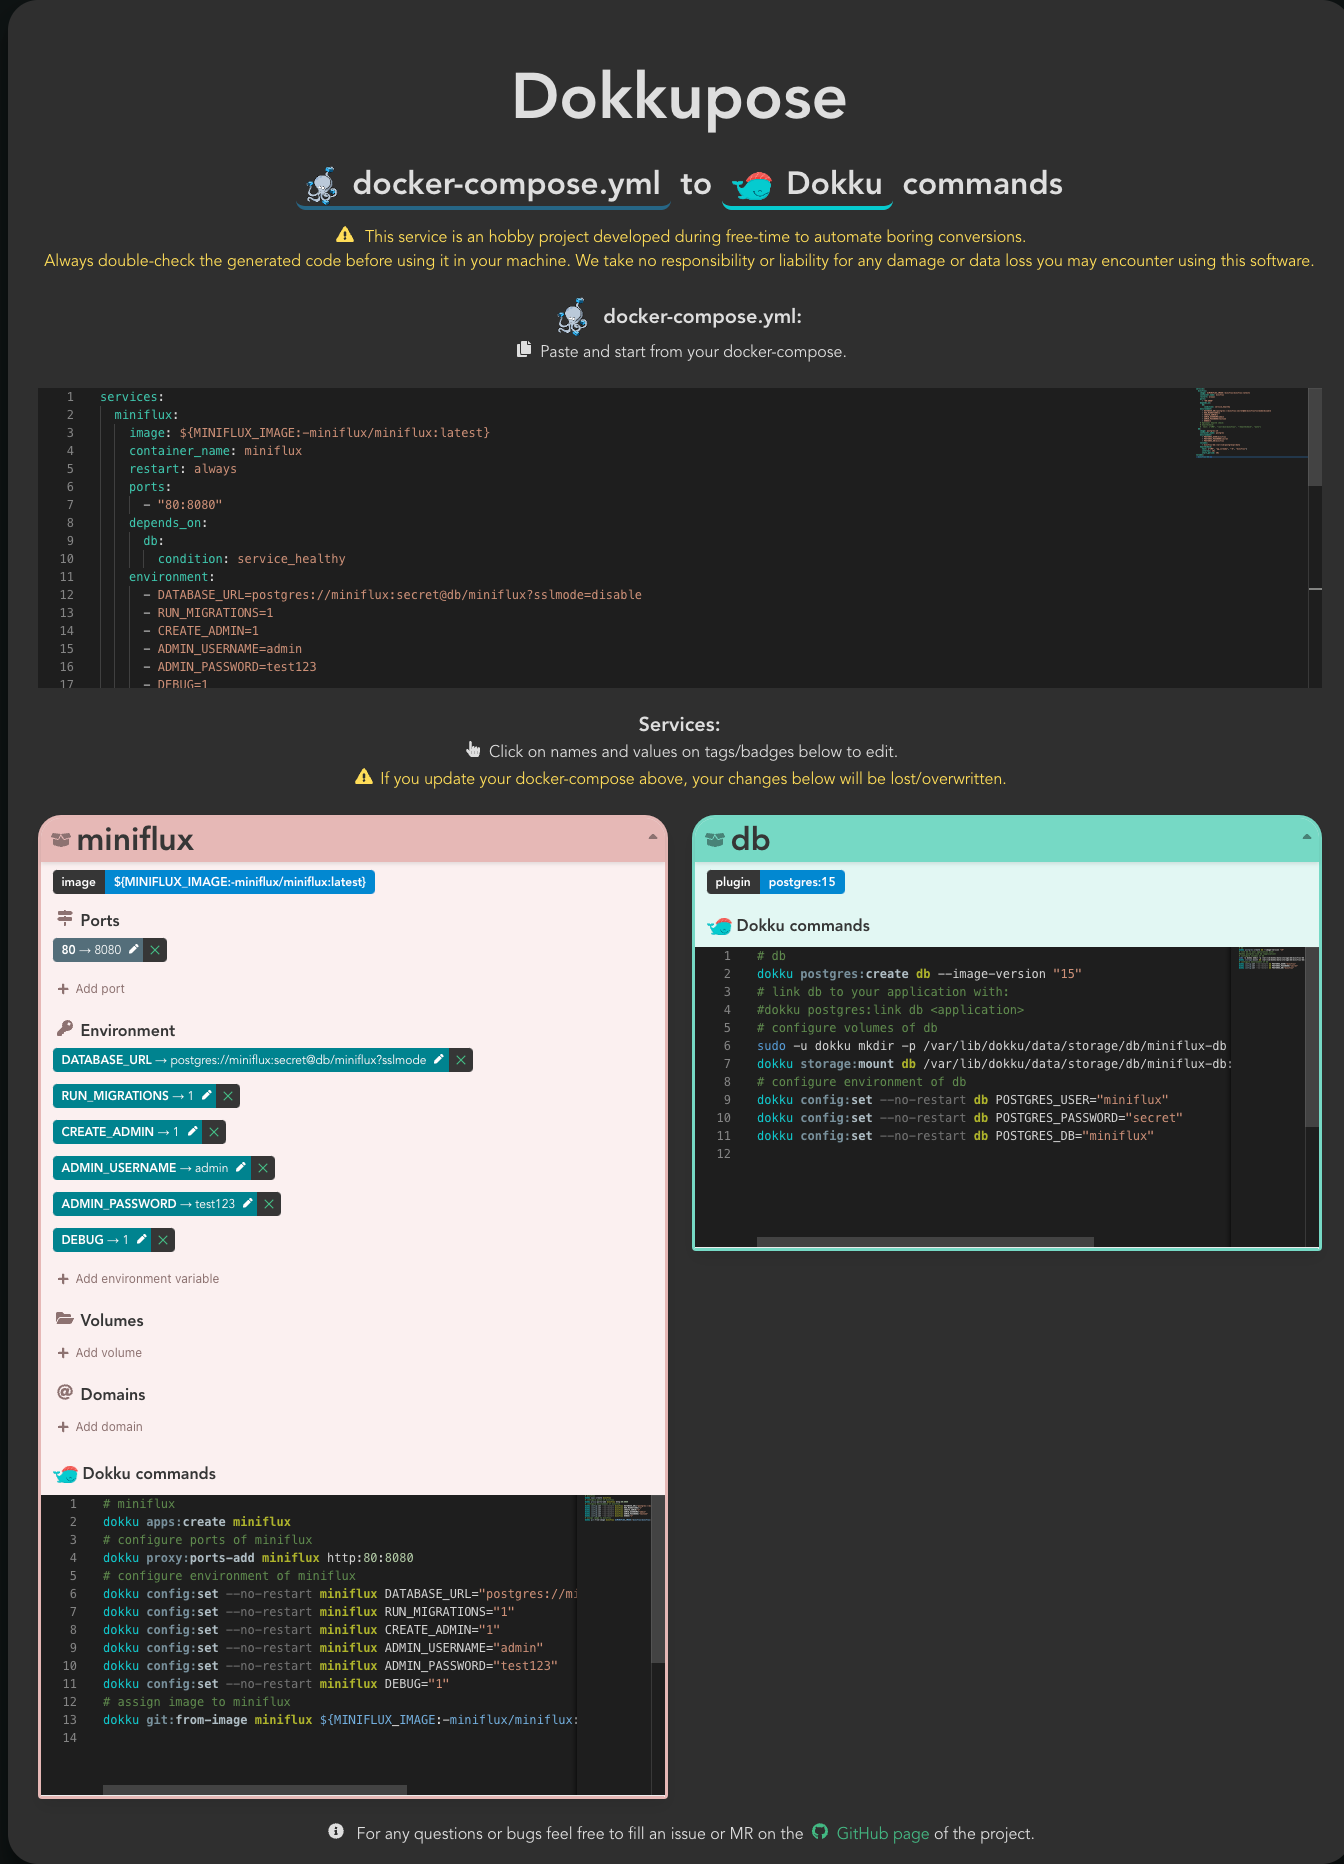 Dokkupose
docker-compose.yml to Dokku commands
This service is an hobby project developed during free-time to automate boring conversions.
Always double-check the generated code before using it in your machine. We take no responsibility or liability for any damage or data loss you may encounter using this software.
docker-compose.yml:
Paste and start from your docker-compose.
1 services:
2 miniflux:
3 image: ${MINIFLUX_IMAGE:-miniflux/miniflux:latest}
4 container_name: miniflux
5 restart: always
6 ports:
7 - "80:8080"
8 depends_on:
9 db:
10 condition: service_healthy
11 environment:
12 - DATABASE_URL=postgres://miniflux:secret@db/miniflux?sslmode=disable
13 - RUN_MIGRATIONS=1
14 - CREATE_ADMIN=1
15 - ADMIN_USERNAME=admin
16 - ADMIN_PASSWORD=test123
17 - DEBUG=1
Services:
Click on names and values on tags/badges below to edit.
If you update your docker-compose above, your changes below will be lost/overwritten.
miniflux
image ${MINIFLUX_IMAGE:-miniflux/miniflux:latest}
Ports
80 → 8080
+ Add port
Environment
DATABASE_URL → postgres://miniflux:secret@db/miniflux?sslmode
RUN_MIGRATIONS → 1
CREATE_ADMIN → 1
ADMIN_USERNAME → admin
ADMIN_PASSWORD → test123
DEBUG → 1
+ Add environment variable
Volumes
+ Add volume
Domains
+ Add domain
Dokku commands
1 # miniflux
2 dokku apps:create miniflux
3 # configure ports of miniflux
4 dokku proxy:ports-add miniflux http:80:8080
5 # configure environment of miniflux
6 dokku config:set --no-restart miniflux DATABASE_URL="postgres://mi
7 dokku config:set --no-restart miniflux RUN_MIGRATIONS="1"
8 dokku config:set --no-restart miniflux CREATE_ADMIN="1"
9 dokku config:set --no-restart miniflux ADMIN_USERNAME="admin"
10 dokku config:set --no-restart miniflux ADMIN_PASSWORD="test123"
11 dokku config:set --no-restart miniflux DEBUG="1"
12 # assign image to miniflux
13 dokku git:from-image miniflux ${MINIFLUX_IMAGE:-miniflux/miniflux:
14
db
plugin postgres:15
Dokku commands
1 # db
2 dokku postgres:create db --image-version "15"
3 # link db to your application with:
4 #dokku postgres:link db <application>
5 # configure volumes of db
6 sudo -u dokku mkdir -p /var/lib/dokku/data/storage/db/miniflux-db
7 dokku storage:mount db /var/lib/dokku/data/storage/db/miniflux-db:
8 # configure environment of db
9 dokku config:set --no-restart db POSTGRES_USER="miniflux"
10 dokku config:set --no-restart db POSTGRES_PASSWORD="secret"
11 dokku config:set --no-restart db POSTGRES_DB="miniflux"
12
For any questions or bugs feel free to fill an issue or MR on the GitHub page of the project.